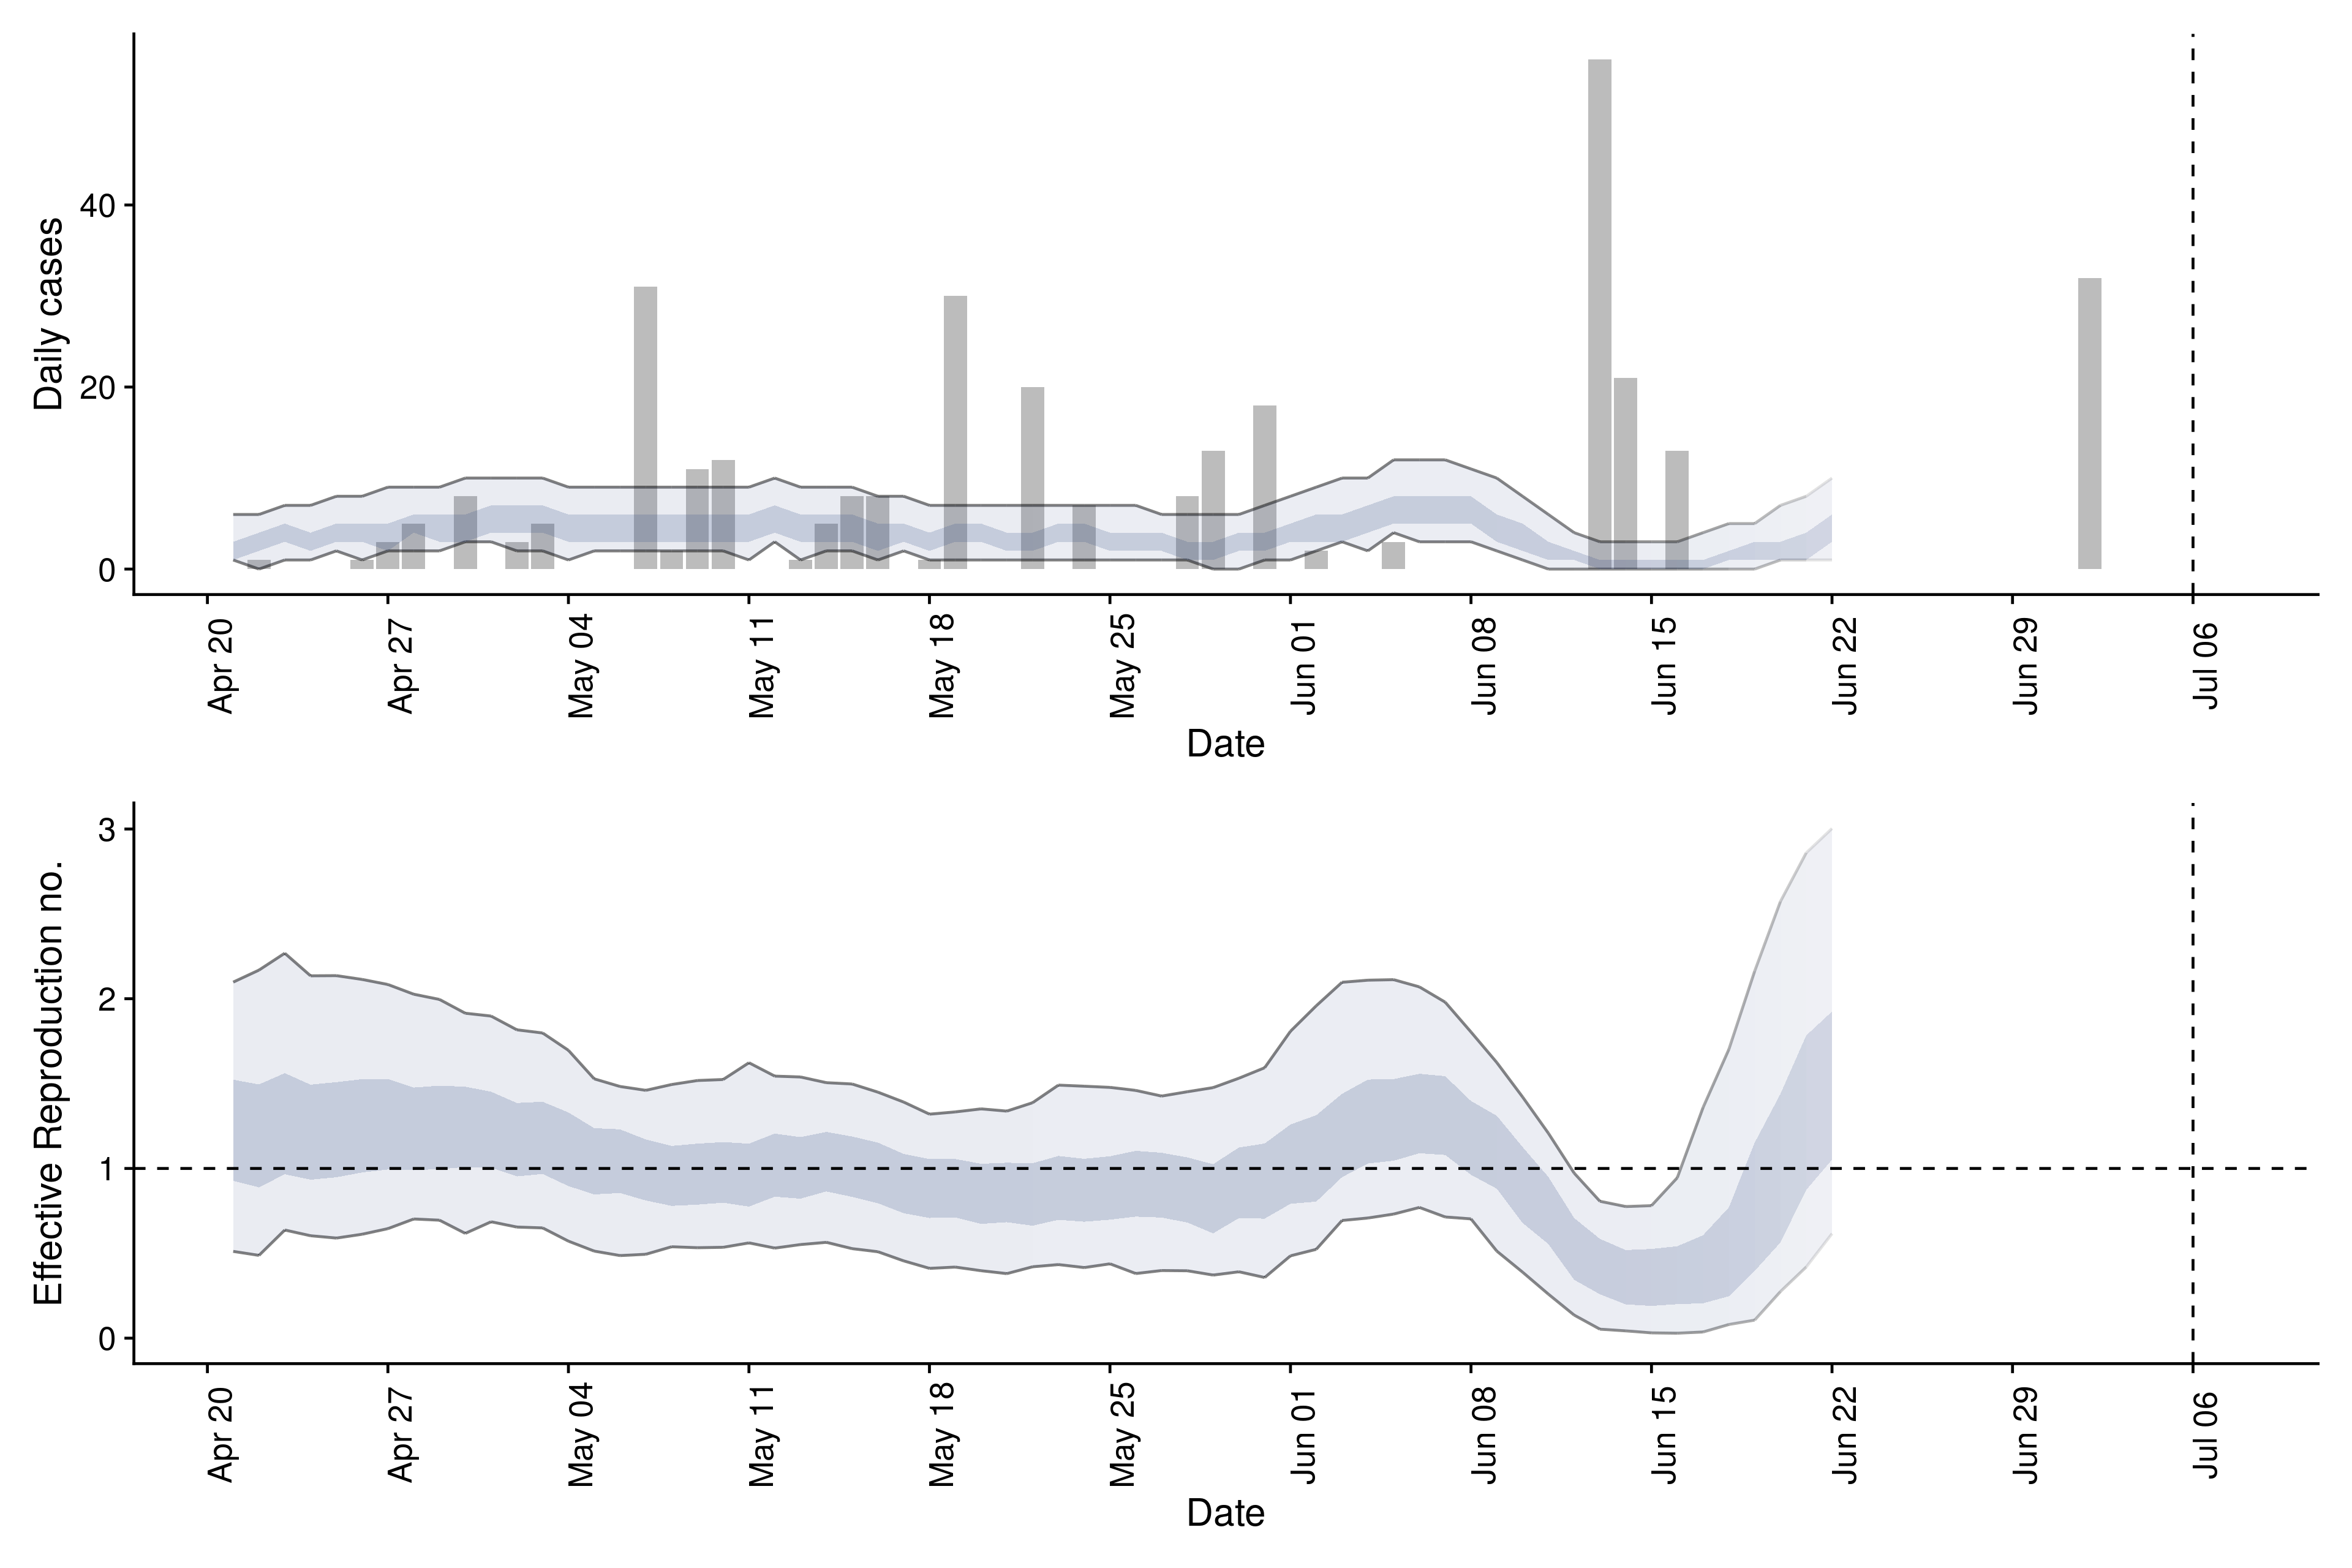 Daily cases
40
20
0
Apr 20
Apr 27
May 04
May 11
May 18
May 25
Jun 01
Jun 08
Jun 15
Jun 22
Jun 29
Jul 06
Date
Effective Reproduction no.
3
2
1
0
Apr 20
Apr 27
May 04
May 11
May 18
May 25
Jun 01
Jun 08
Jun 15
Jun 22
Jun 29
Jul 06
Date